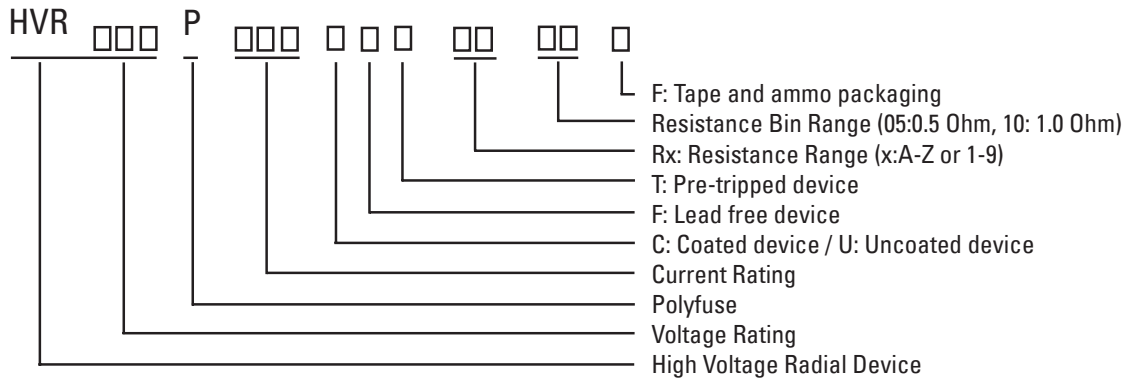 HVR □□□ P □□□ □ □ □ □□ □□ □
F: Tape and ammo packaging
Resistance Bin Range (05:0.5 Ohm, 10: 1.0 Ohm)
Rx: Resistance Range (x:A-Z or 1-9)
T: Pre-tripped device
F: Lead free device
C: Coated device / U: Uncoated device
Current Rating
Polyfuse
Voltage Rating
High Voltage Radial Device